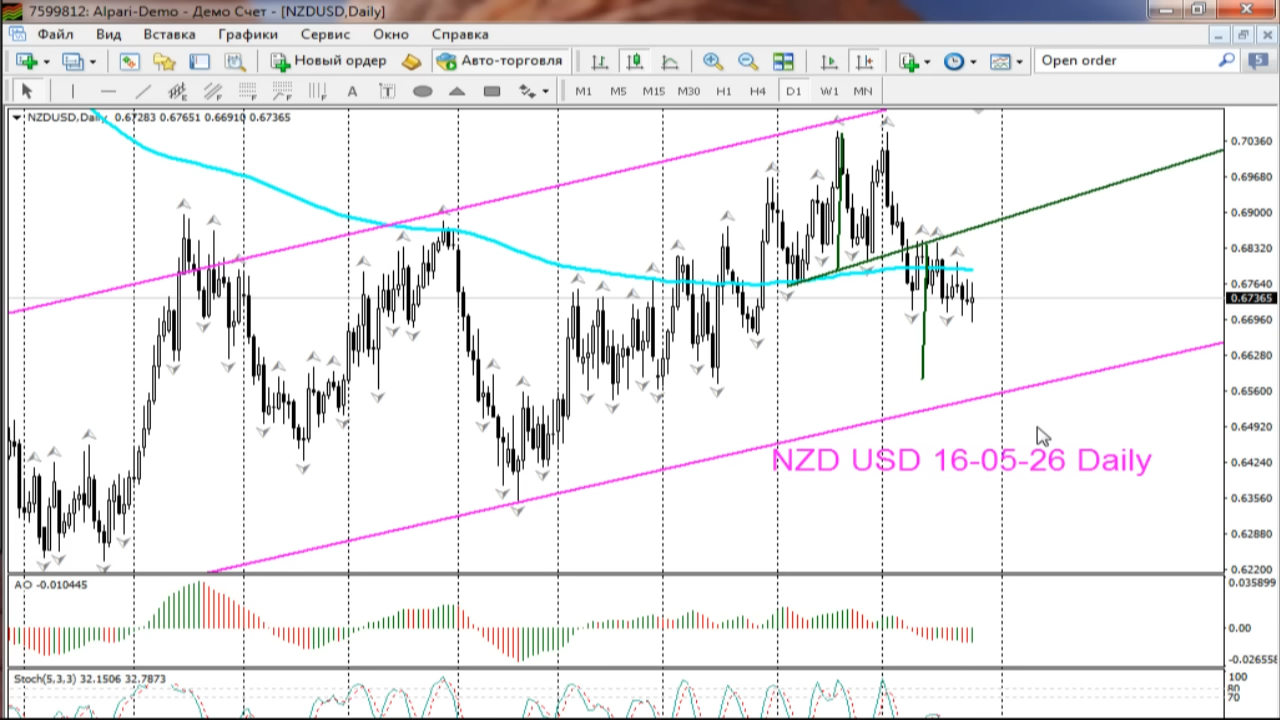 7599812: Alpari-Demo - Демо Счет - [NZDUSD,Daily]
Файл Вид Вставка Графики Сервис Окно Справка
Новый ордер Авто-торговля Open order 5
A T M1 M5 M15 M30 H1 H4 D1 W1 MN
NZDUSD,Daily 0.67283 0.67651 0.66910 0.67365
0.70360
0.69680
0.69000
0.68320
0.67640
0.67365
0.66960
0.66280
0.65600
0.64920
NZD USD 16-05-26 Daily
0.64240
0.63560
0.62880
0.62200
AO -0.010445
0.035899
0.00
-0.026558
Stoch(5,3,3) 32.1506 32.7873
100
80
70